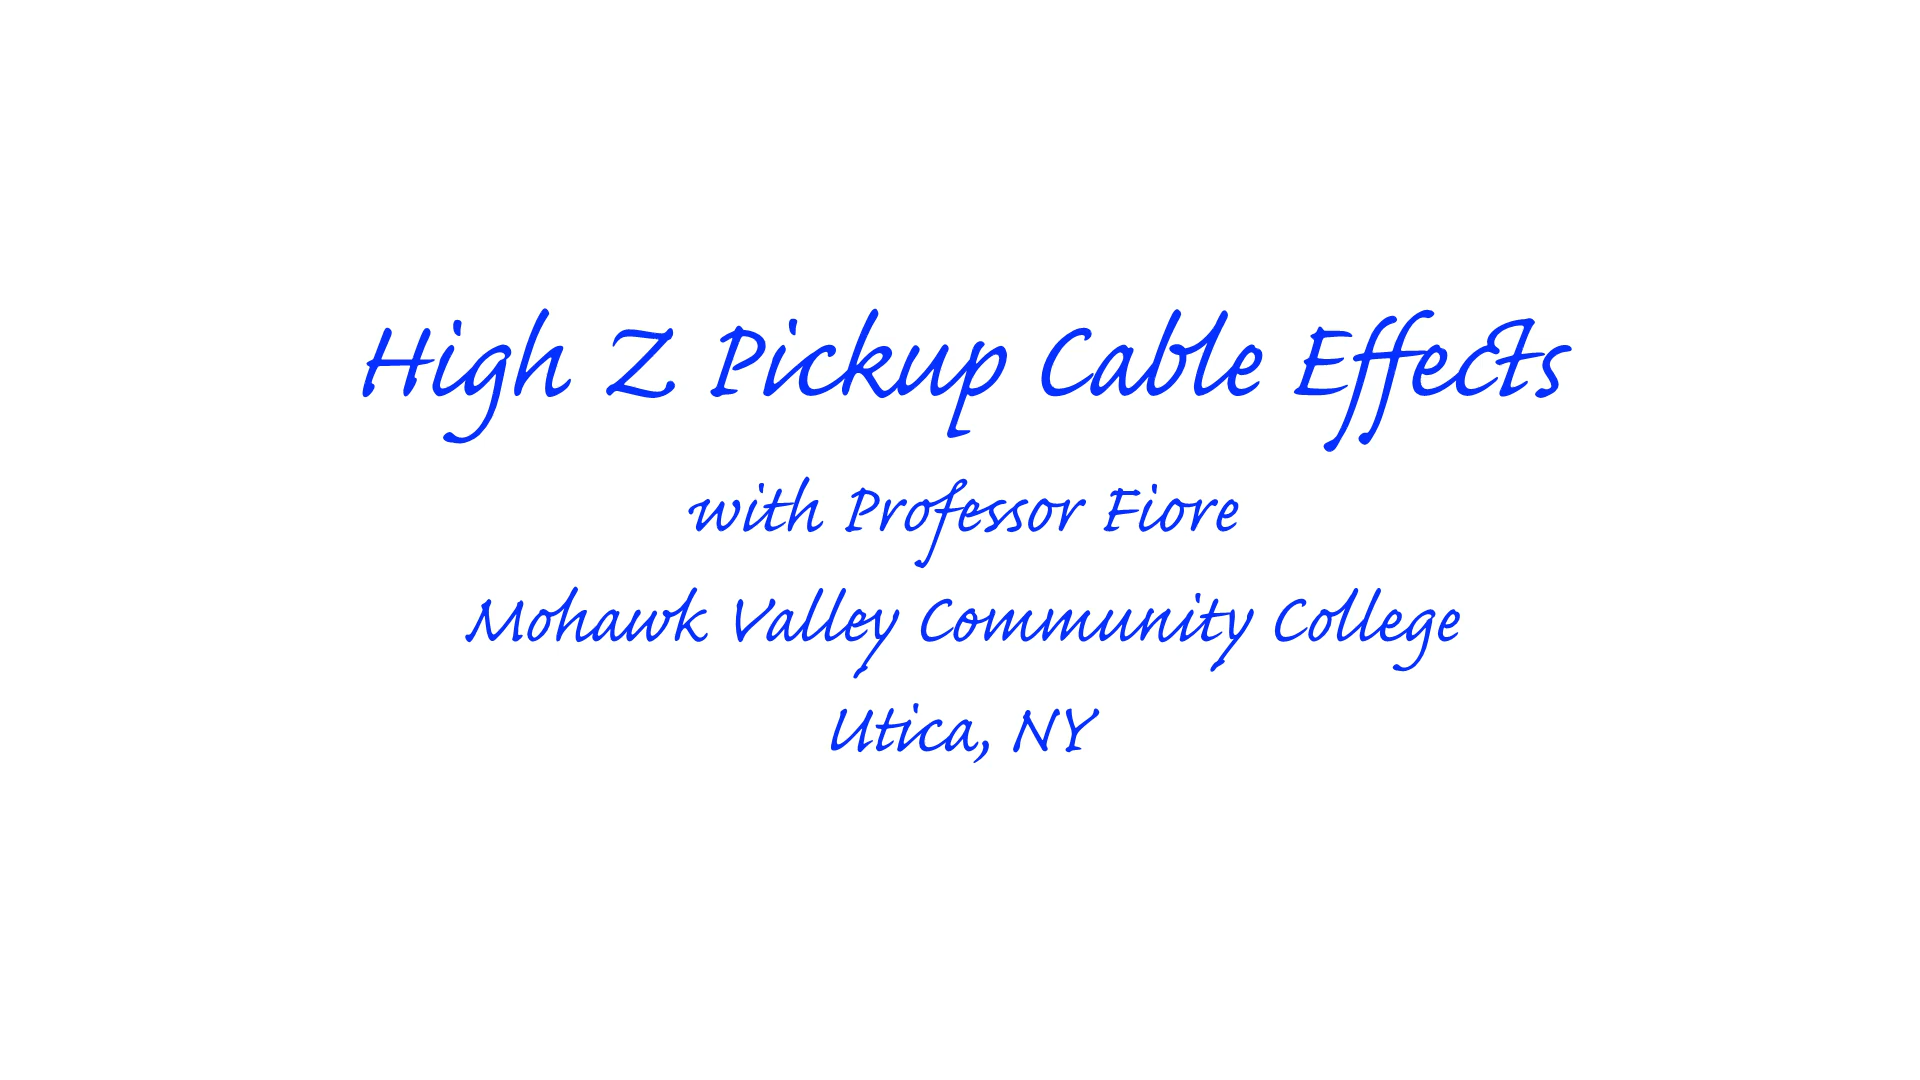 High Z Pickup Cable Effects
with Professor Fiore
Mohawk Valley Community College
Utica, NY